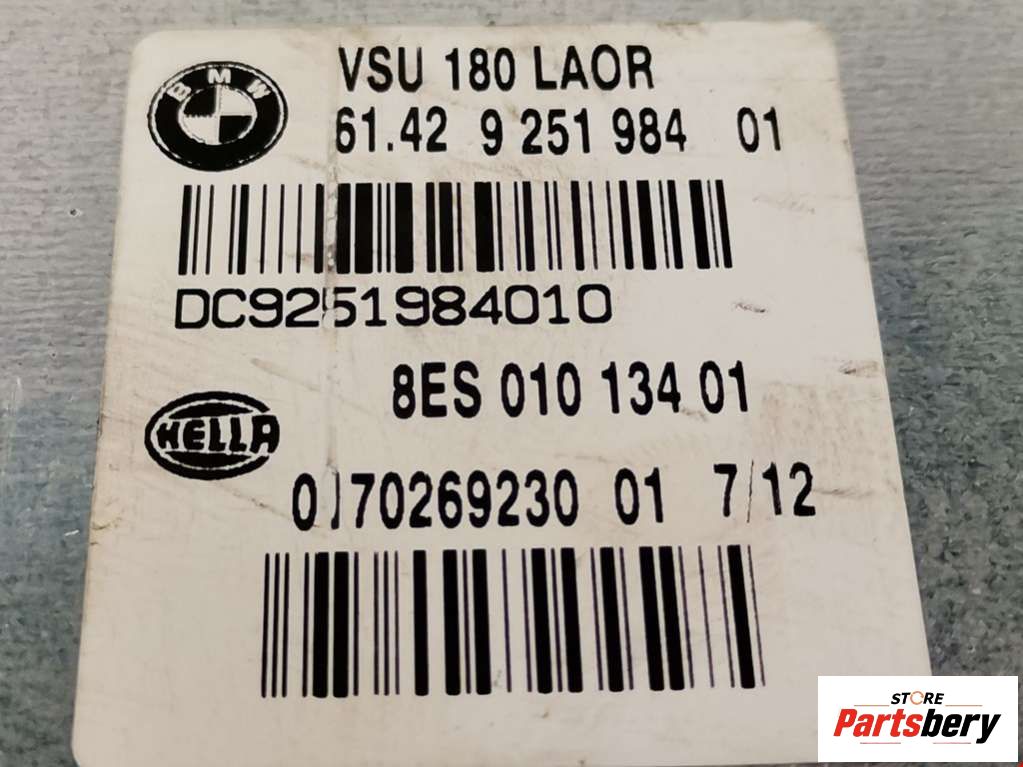 BMW
VSU 180 LAOR
61.42 9 251 984 01
DC9251984010
8ES 010 134 01
HELLA
70269230 01 7/12
STORE
Partsbery